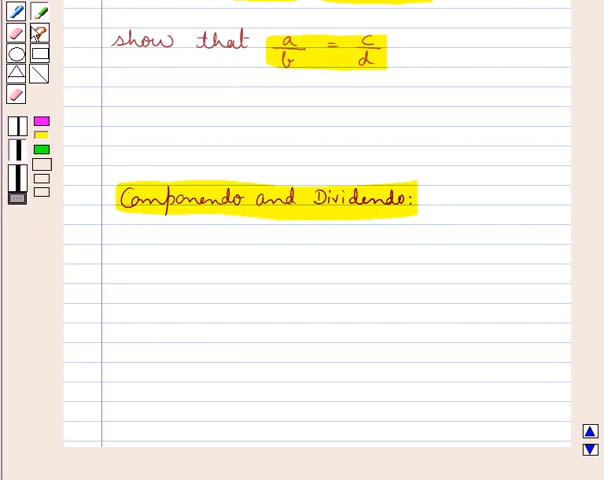 show that a/b = c/d
Componendo and Dividendo: